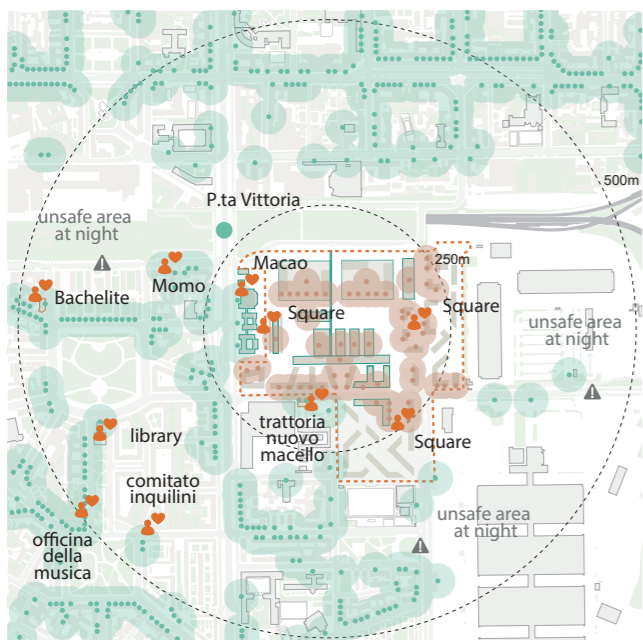 500m
P.ta Vittoria
unsafe area
at night
250m
Macao
Momo
Bachelite
Square
Square
unsafe area
at night
trattoria
nuovo
macello
Square
library
comitato
inquilini
unsafe area
at night
officina
della
musica